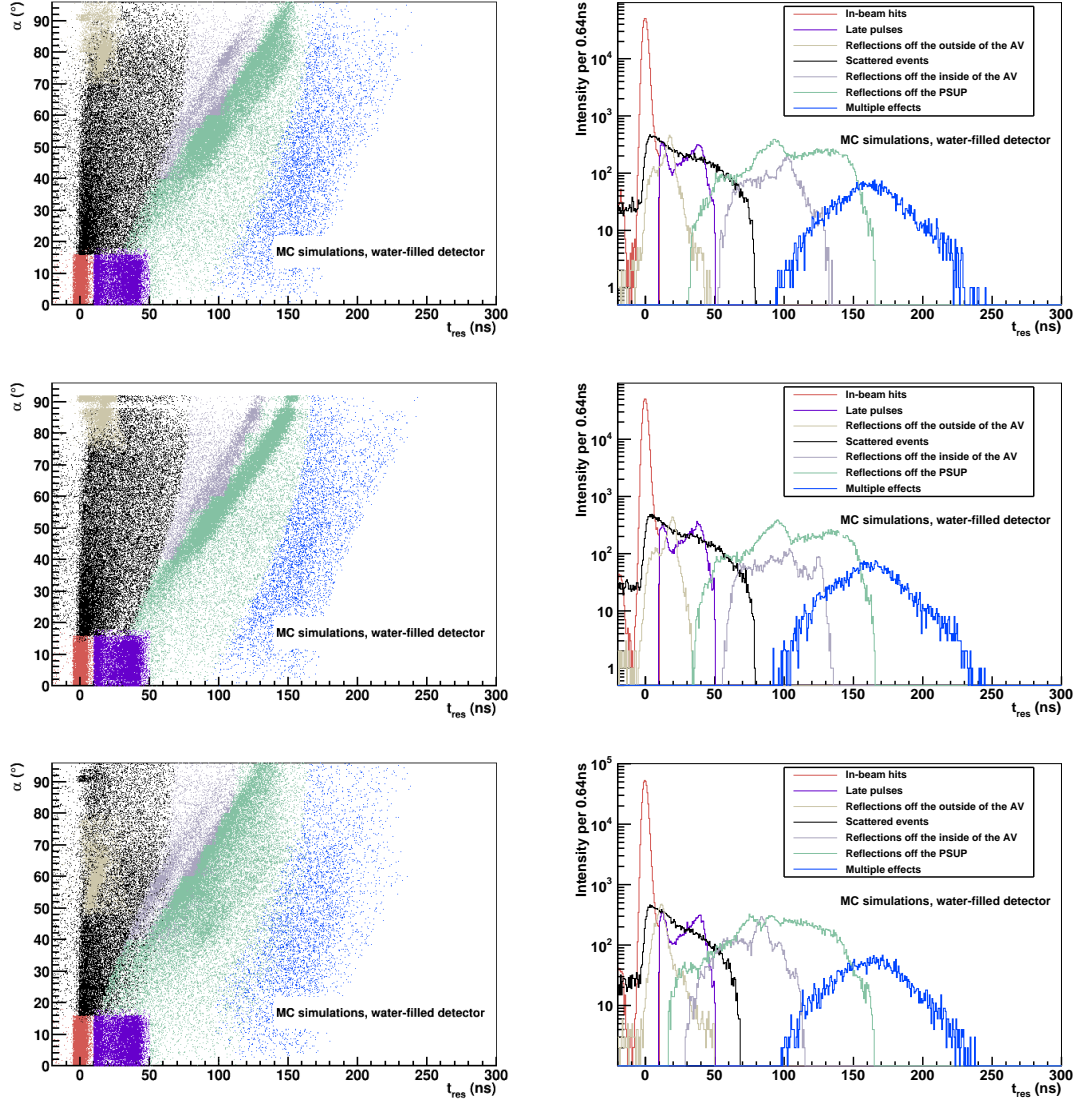 α (°)
90
80
70
60
50
40
30
20
10
0
MC simulations, water-filled detector
0 50 100 150 200 250 300
t_res (ns)
Intensity per 0.64ns
10^4
10^3
10^2
10
1
In-beam hits
Late pulses
Reflections off the outside of the AV
Scattered events
Reflections off the inside of the AV
Reflections off the PSUP
Multiple effects
MC simulations, water-filled detector
0 50 100 150 200 250 300
t_res (ns)
α (°)
90
80
70
60
50
40
30
20
10
0
MC simulations, water-filled detector
0 50 100 150 200 250 300
t_res (ns)
Intensity per 0.64ns
10^4
10^3
10^2
10
1
In-beam hits
Late pulses
Reflections off the outside of the AV
Scattered events
Reflections off the inside of the AV
Reflections off the PSUP
Multiple effects
MC simulations, water-filled detector
0 50 100 150 200 250 300
t_res (ns)
α (°)
90
80
70
60
50
40
30
20
10
0
MC simulations, water-filled detector
0 50 100 150 200 250 300
t_res (ns)
Intensity per 0.64ns
10^5
10^4
10^3
10^2
10
In-beam hits
Late pulses
Reflections off the outside of the AV
Scattered events
Reflections off the inside of the AV
Reflections off the PSUP
Multiple effects
MC simulations, water-filled detector
0 50 100 150 200 250 300
t_res (ns)